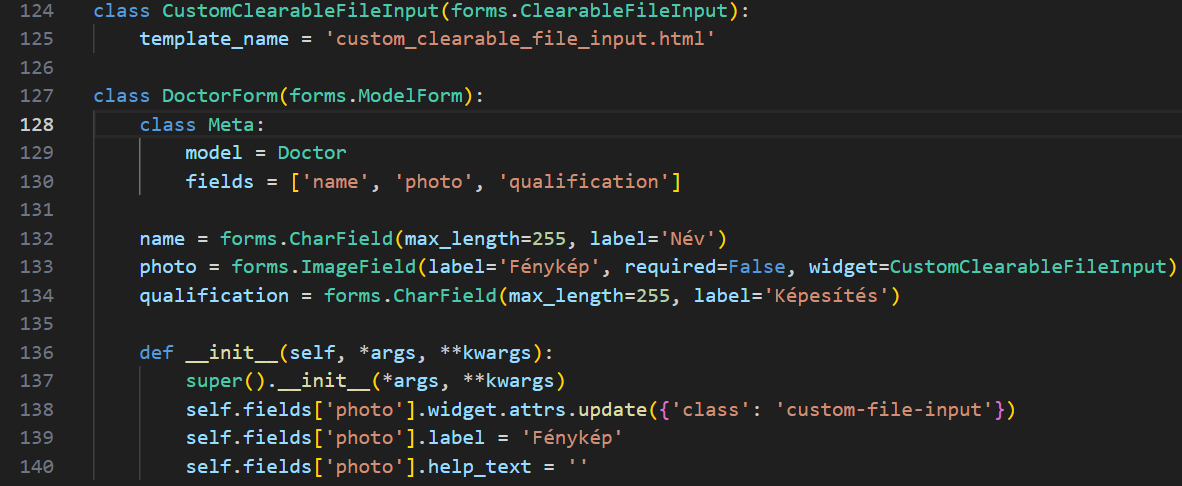 124 class CustomClearableFileInput(forms.ClearableFileInput):
125     template_name = 'custom_clearable_file_input.html'
126
127 class DoctorForm(forms.ModelForm):
128     class Meta:
129         model = Doctor
130         fields = ['name', 'photo', 'qualification']
131
132     name = forms.CharField(max_length=255, label='Név')
133     photo = forms.ImageField(label='Fénykép', required=False, widget=CustomClearableFileInput)
134     qualification = forms.CharField(max_length=255, label='Képesítés')
135
136     def __init__(self, *args, **kwargs):
137         super().__init__(*args, **kwargs)
138         self.fields['photo'].widget.attrs.update({'class': 'custom-file-input'})
139         self.fields['photo'].label = 'Fénykép'
140         self.fields['photo'].help_text = ''